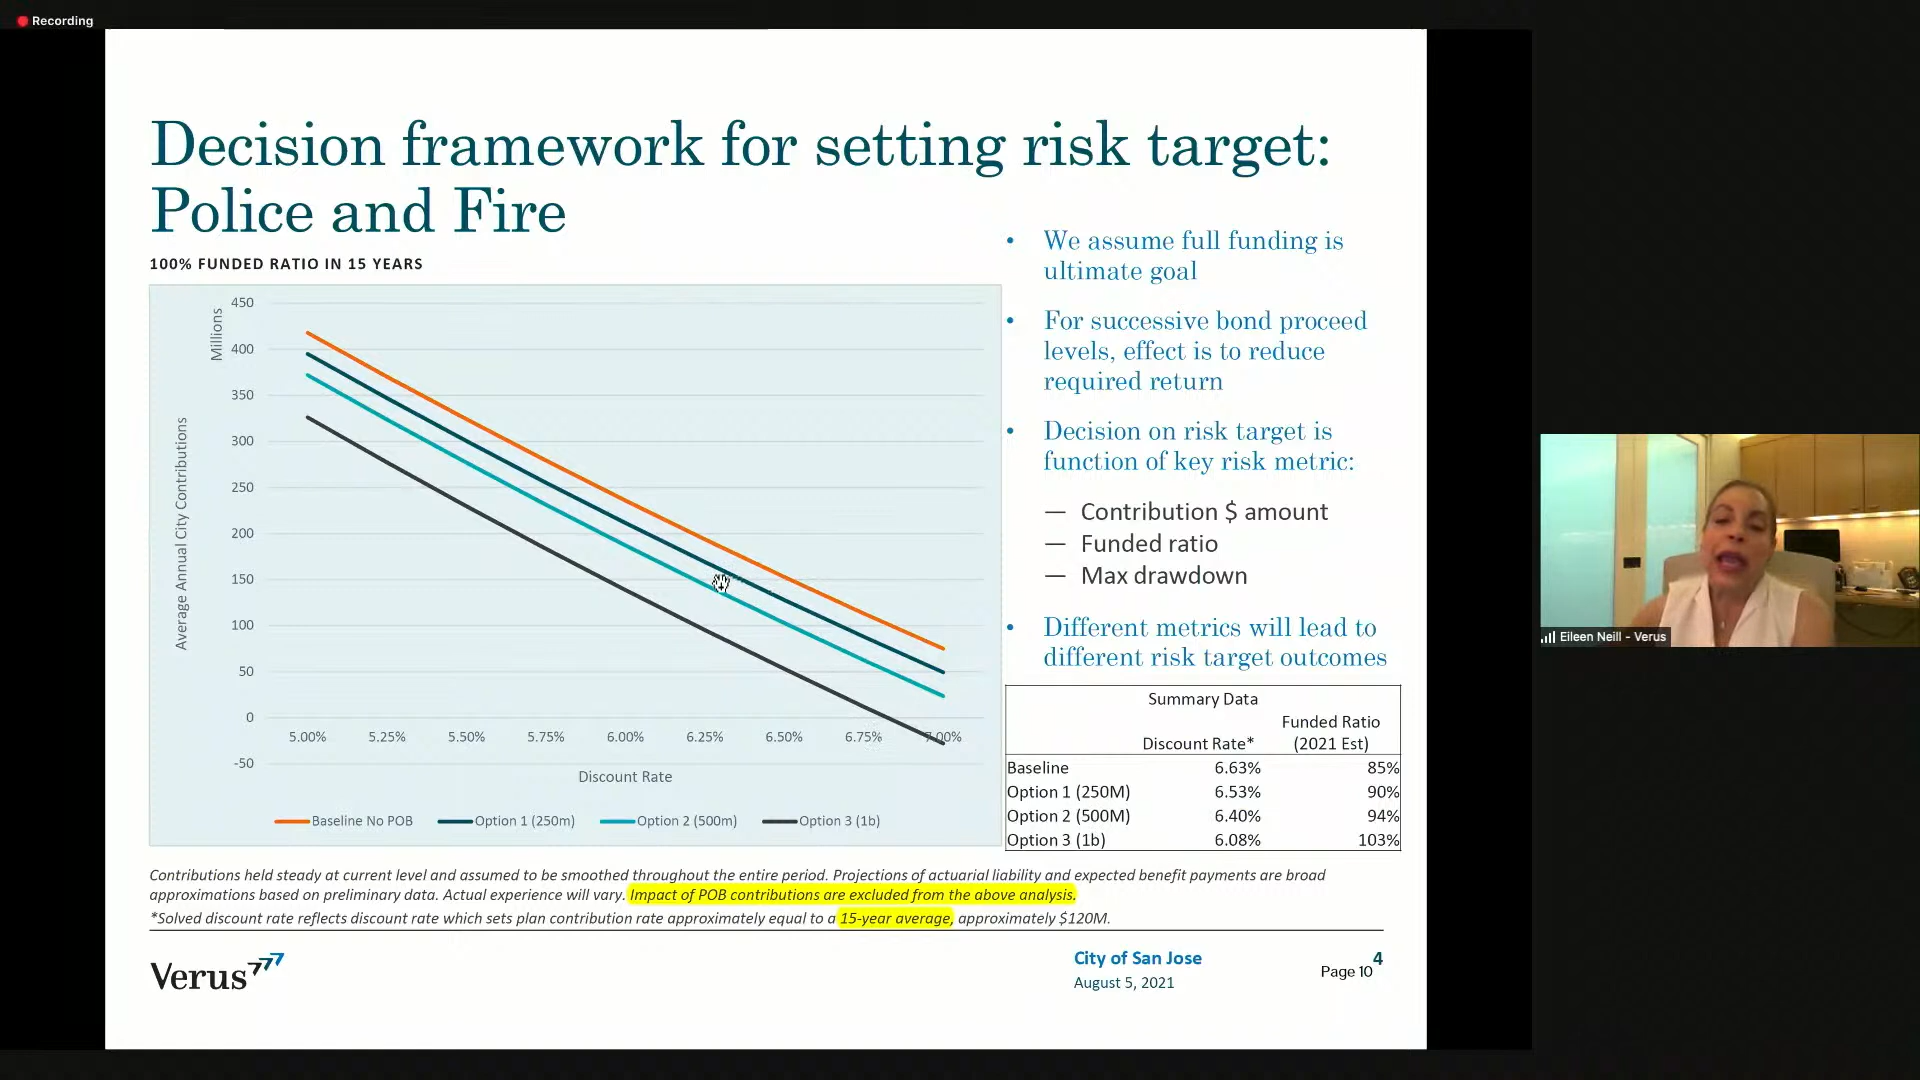 Recording
Decision framework for setting risk target:
Police and Fire
100% FUNDED RATIO IN 15 YEARS
Millions
Average Annual City Contributions
450
400
350
300
250
200
150
100
50
0
-50
5.00% 5.25% 5.50% 5.75% 6.00% 6.25% 6.50% 6.75% 7.00%
Discount Rate
Baseline No POB Option 1 (250m) Option 2 (500m) Option 3 (1b)
• We assume full funding is
ultimate goal
• For successive bond proceed
levels, effect is to reduce
required return
• Decision on risk target is
function of key risk metric:
— Contribution $ amount
— Funded ratio
— Max drawdown
• Different metrics will lead to
different risk target outcomes
Summary Data
Funded Ratio
Discount Rate* (2021 Est)
Baseline 6.63% 85%
Option 1 (250M) 6.53% 90%
Option 2 (500M) 6.40% 94%
Option 3 (1b) 6.08% 103%
Contributions held steady at current level and assumed to be smoothed throughout the entire period. Projections of actuarial liability and expected benefit payments are broad
approximations based on preliminary data. Actual experience will vary. Impact of POB contributions are excluded from the above analysis.
*Solved discount rate reflects discount rate which sets plan contribution rate approximately equal to a 15-year average, approximately $120M.
Verus
City of San Jose
August 5, 2021
4
Page 10
Eileen Neill - Verus